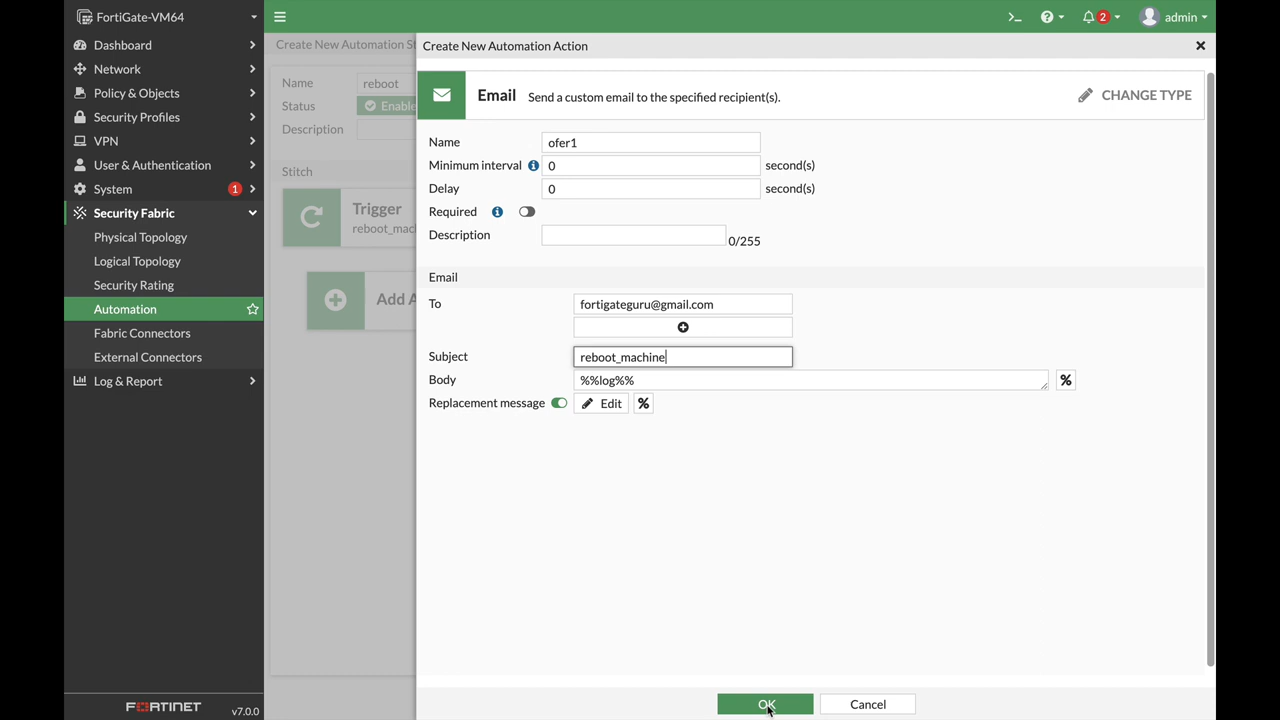 FortiGate-VM64
2
admin
Dashboard
Network
Policy & Objects
Security Profiles
VPN
User & Authentication
System
1
Security Fabric
Physical Topology
Logical Topology
Security Rating
Automation
Fabric Connectors
External Connectors
Log & Report
FORTINET
v7.0.0
Create New Automation St
Name
reboot
Status
Enable
Description
Stitch
Trigger
reboot_mac
Add A
Create New Automation Action
Email
Send a custom email to the specified recipient(s).
CHANGE TYPE
Name
ofer1
Minimum interval
0
second(s)
Delay
0
second(s)
Required
Description
0/255
Email
To
fortigateguru@gmail.com
Subject
reboot_machine
Body
%%log%%
%
Replacement message
Edit
%
OK
Cancel